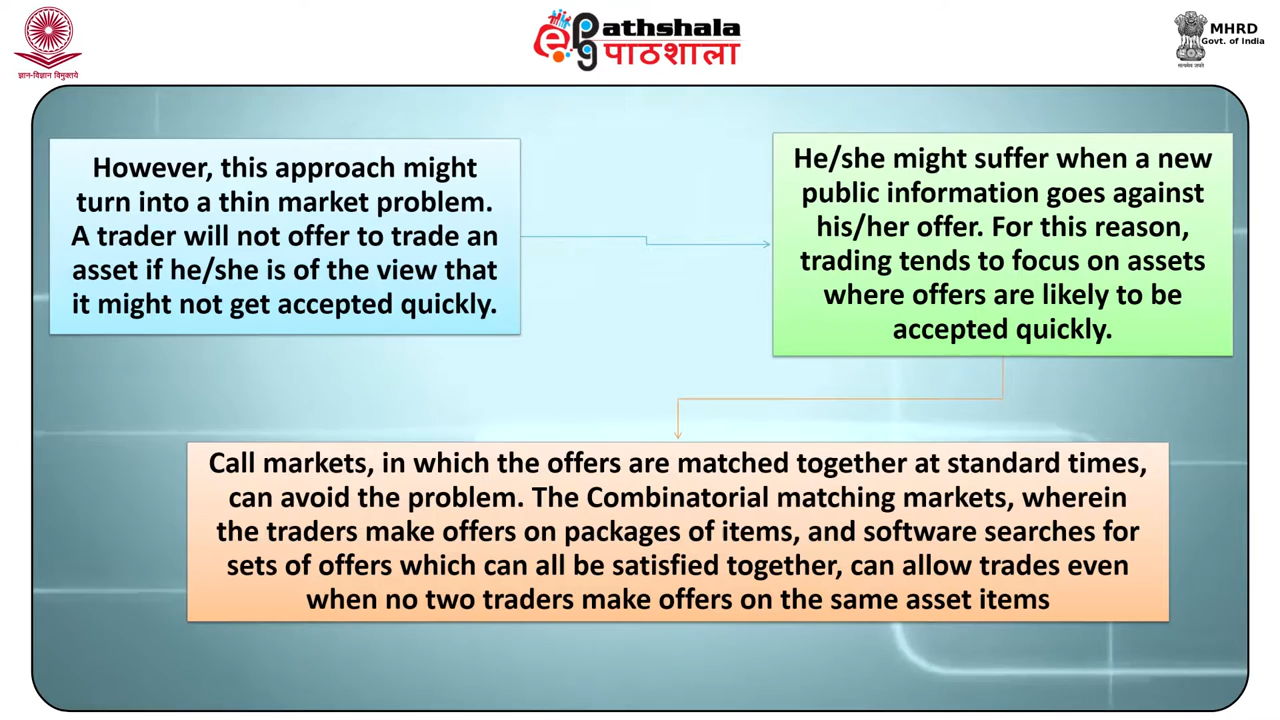 ज्ञान-विज्ञान विमुक्तये
ePG athshala
पाठशाला
MHRD
Govt. of India
सत्यमेव जयते
However, this approach might
turn into a thin market problem.
A trader will not offer to trade an
asset if he/she is of the view that
it might not get accepted quickly.
He/she might suffer when a new
public information goes against
his/her offer. For this reason,
trading tends to focus on assets
where offers are likely to be
accepted quickly.
Call markets, in which the offers are matched together at standard times,
can avoid the problem. The Combinatorial matching markets, wherein
the traders make offers on packages of items, and software searches for
sets of offers which can all be satisfied together, can allow trades even
when no two traders make offers on the same asset items